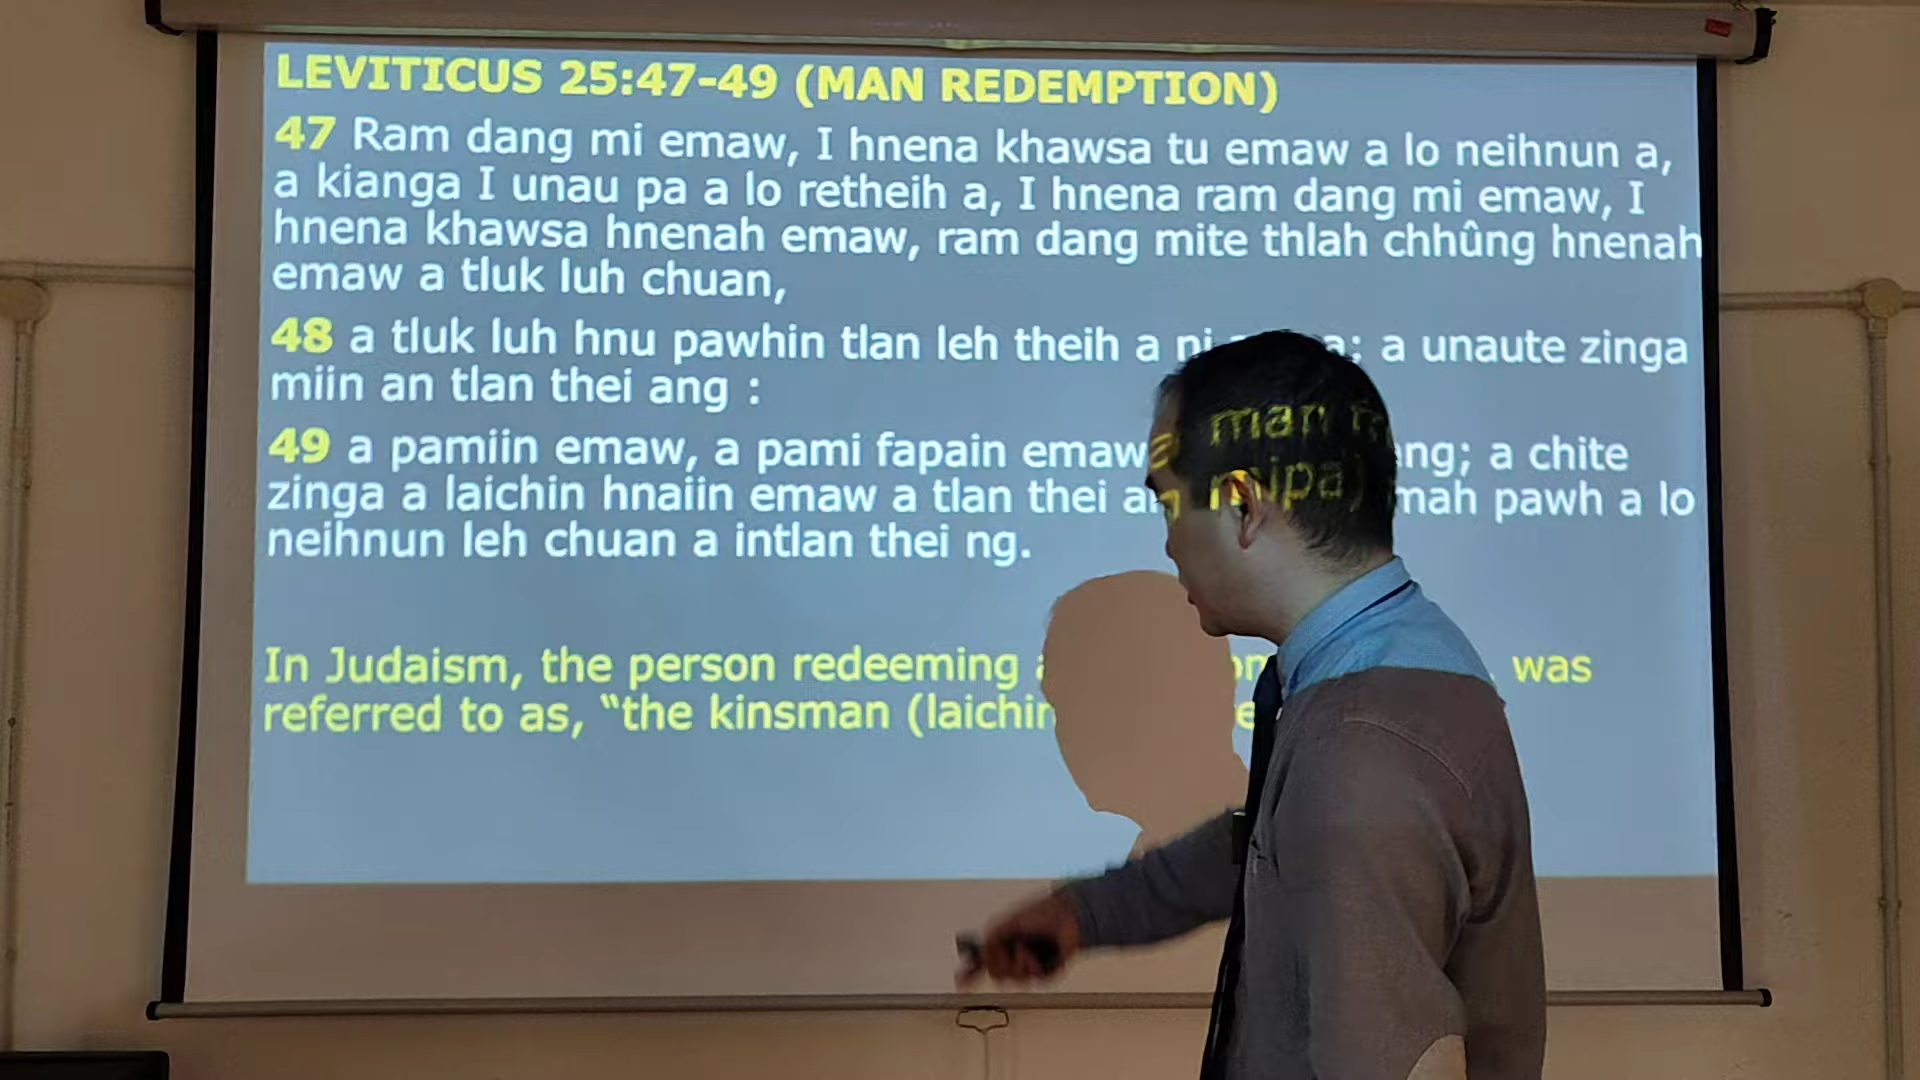 LEVITICUS 25:47-49 (MAN REDEMPTION)
47 Ram dang mi emaw, I hnena khawsa tu emaw a lo neihnun a,
a kianga I unau pa a lo retheih a, I hnena ram dang mi emaw, I
hnena khawsa hnenah emaw, ram dang mite thlah chhûng hnenah
emaw a tluk luh chuan,
48 a tluk luh hnu pawhin tlan leh theih a ni a unaute zinga
miin an tlan thei ang :
49 a pamiin emaw, a pami fapain emaw ang; a chite
zinga a laichin hnaiin emaw a tlan thei mah pawh a lo
neihnun leh chuan a intlan thei ng.
In Judaism, the person redeeming man was
referred to as, “the kinsman